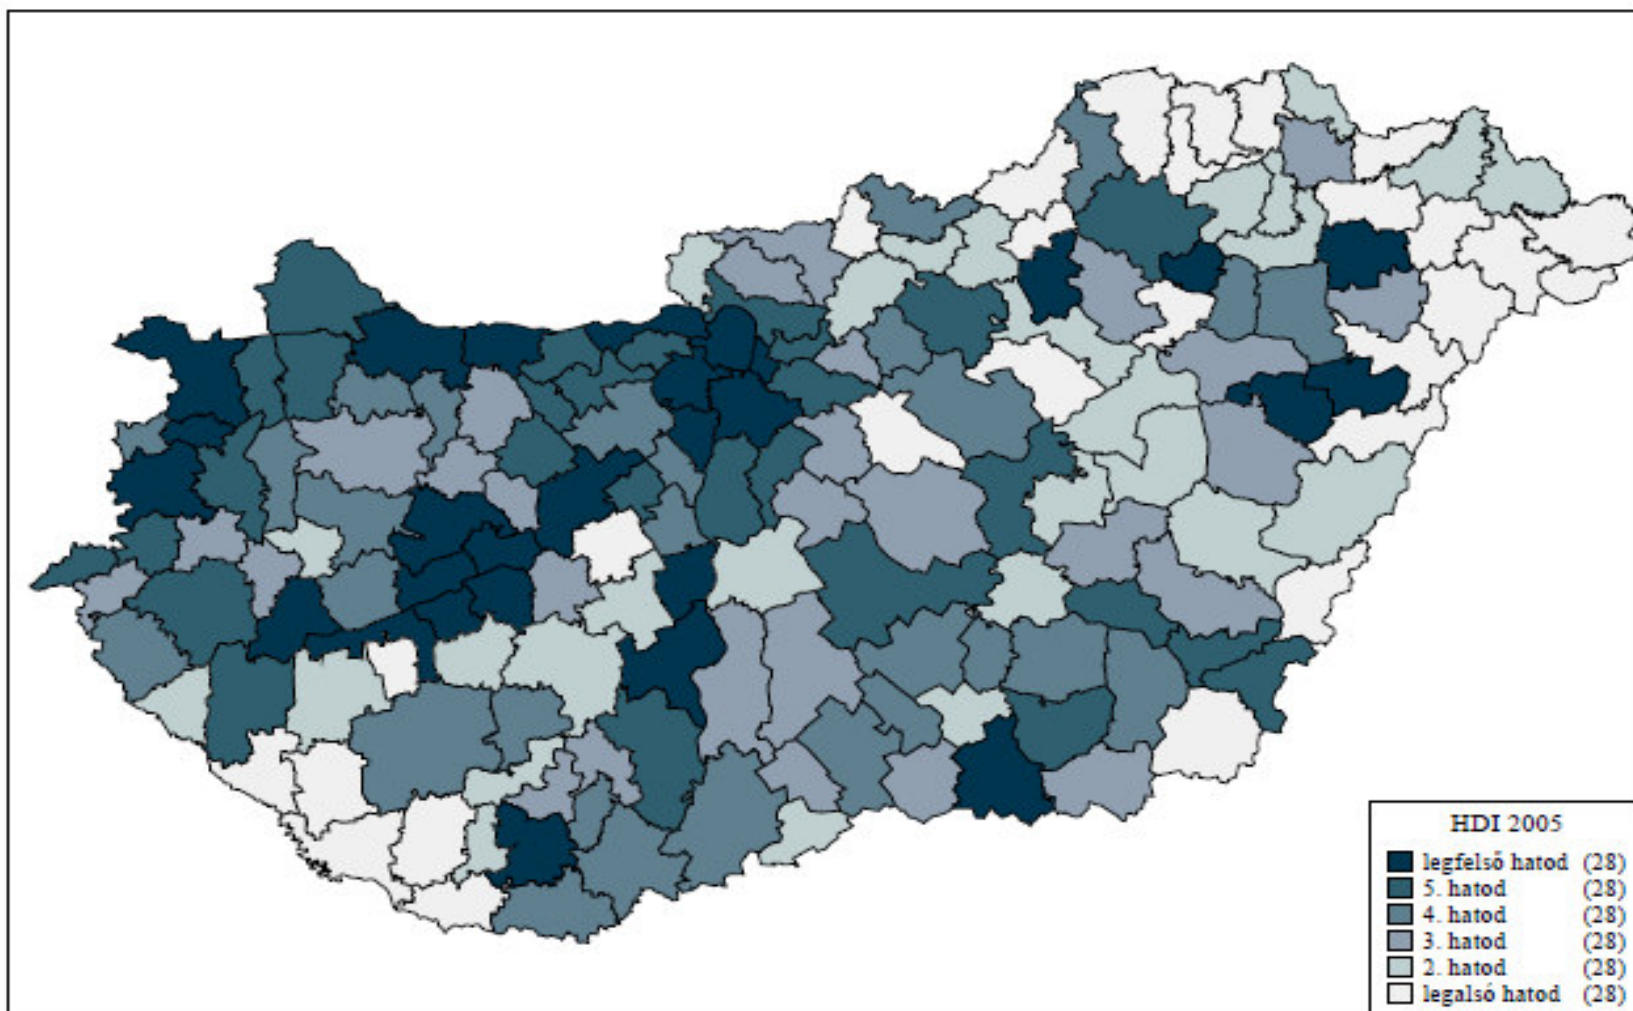 HDI 2005
legfelső hatod (28)
5. hatod (28)
4. hatod (28)
3. hatod (28)
2. hatod (28)
legalsó hatod (28)